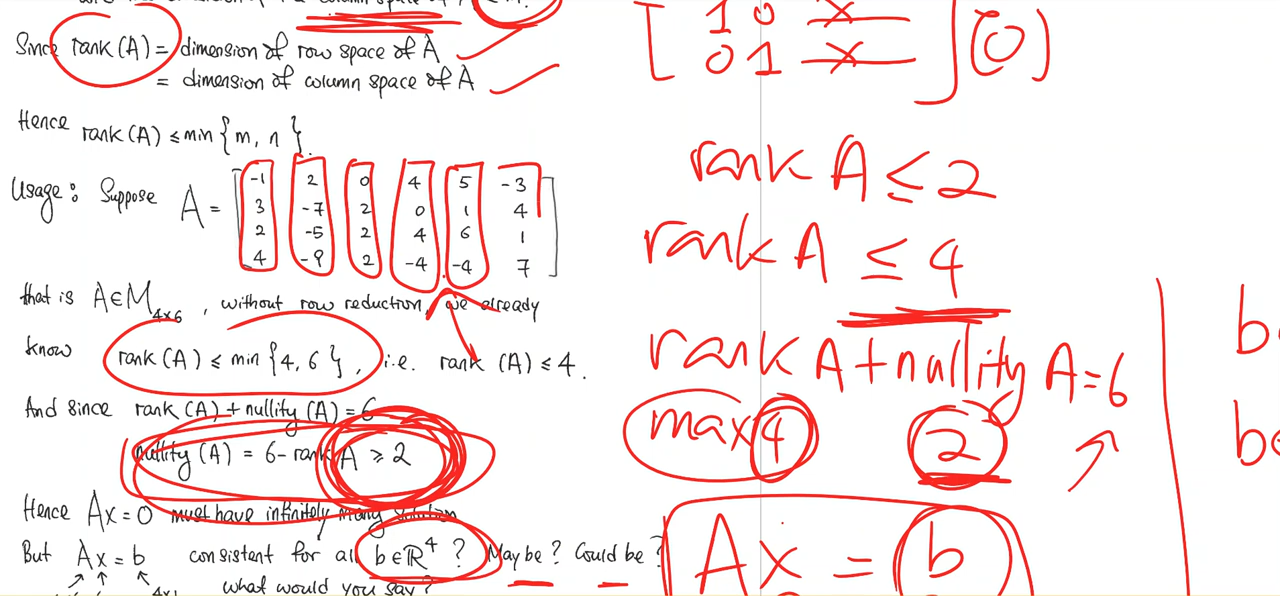 Since rank(A) = dimension of row space of A
= dimension of column space of A
Hence rank(A) ≤ min { m, n }.
Usage: Suppose A = [ -1 2 0 4 5 -3
3 -7 2 0 1 4
2 -5 2 4 6 1
4 -9 2 -4 -4 7 ]
that is A∈M₄ₓ₆, without row reduction, we already
know rank(A) ≤ min {4, 6 }, i.e. rank (A) ≤ 4.
And since rank(A) + nullity (A) = 6
nullity (A) = 6 - rank A ≥ 2
Hence Ax = 0 must have infinitely many solution
But Ax = b consistent for all b∈ℝ⁴ ? Maybe? Could be?
what would you say?
[ 1 0 x
0 1 x ] (0)
rank A ≤ 2
rank A ≤ 4
rank A + nullity A = 6
max 4 2
Ax = b
b
be